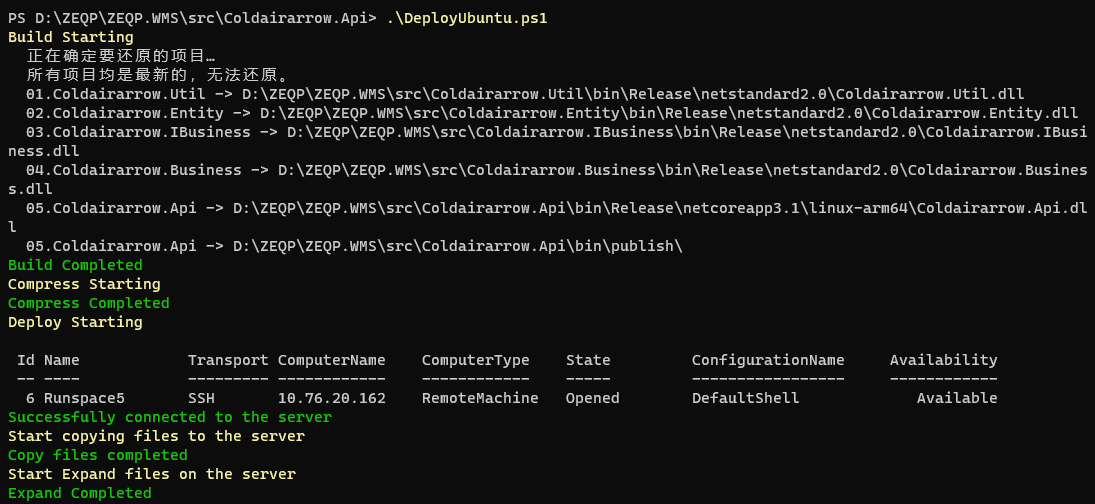 PS D:\ZEQP\ZEQP.WMS\src\Coldairarrow.Api> .\DeployUbuntu.ps1
Build Starting
  正在确定要还原的项目…
  所有项目均是最新的，无法还原。
  01.Coldairarrow.Util -> D:\ZEQP\ZEQP.WMS\src\Coldairarrow.Util\bin\Release\netstandard2.0\Coldairarrow.Util.dll
  02.Coldairarrow.Entity -> D:\ZEQP\ZEQP.WMS\src\Coldairarrow.Entity\bin\Release\netstandard2.0\Coldairarrow.Entity.dll
  03.Coldairarrow.IBusiness -> D:\ZEQP\ZEQP.WMS\src\Coldairarrow.IBusiness\bin\Release\netstandard2.0\Coldairarrow.IBusi
ness.dll
  04.Coldairarrow.Business -> D:\ZEQP\ZEQP.WMS\src\Coldairarrow.Business\bin\Release\netstandard2.0\Coldairarrow.Busines
s.dll
  05.Coldairarrow.Api -> D:\ZEQP\ZEQP.WMS\src\Coldairarrow.Api\bin\Release\netcoreapp3.1\linux-arm64\Coldairarrow.Api.dl
l
  05.Coldairarrow.Api -> D:\ZEQP\ZEQP.WMS\src\Coldairarrow.Api\bin\publish\
Build Completed
Compress Starting
Compress Completed
Deploy Starting
 Id Name            Transport ComputerName    ComputerType    State         ConfigurationName     Availability
 -- ----            --------- ------------    ------------    -----         -----------------     ------------
  6 Runspace5       SSH       10.76.20.162    RemoteMachine   Opened        DefaultShell             Available
Successfully connected to the server
Start copying files to the server
Copy files completed
Start Expand files on the server
Expand Completed